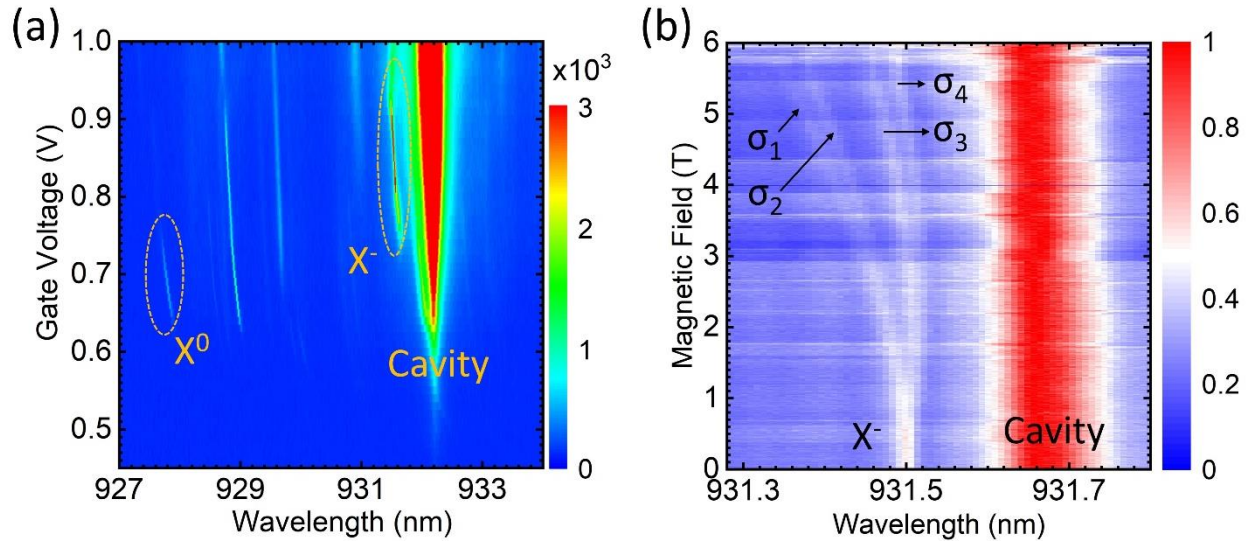 (a)
1.0
0.9
0.8
0.7
0.6
0.5
Gate Voltage (V)
927
929
931
933
Wavelength (nm)
X⁰
X⁻
Cavity
x10³
3
2
1
0
(b)
6
5
4
3
2
1
0
Magnetic Field (T)
931.3
931.5
931.7
Wavelength (nm)
σ₁
σ₂
σ₃
σ₄
X⁻
Cavity
1
0.8
0.6
0.4
0.2
0